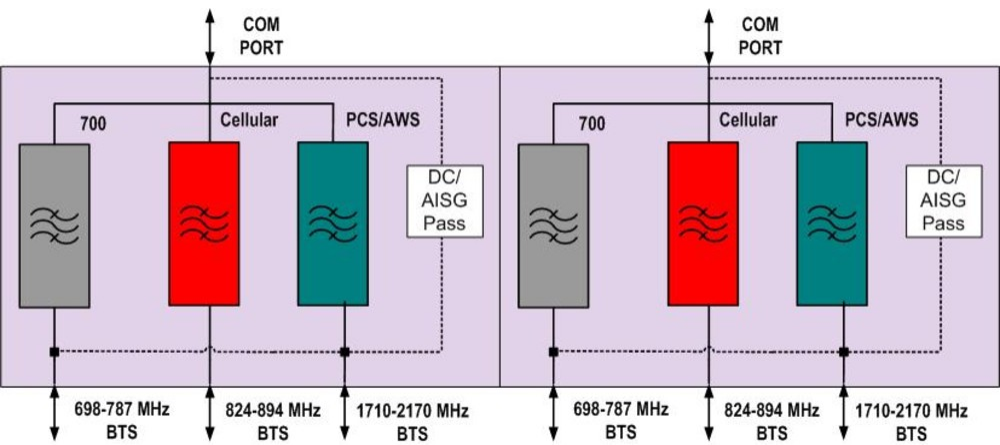 COM
PORT
COM
PORT
700
Cellular
PCS/AWS
700
Cellular
PCS/AWS
DC/
AISG
Pass
DC/
AISG
Pass
698-787 MHz
BTS
824-894 MHz
BTS
1710-2170 MHz
BTS
698-787 MHz
BTS
824-894 MHz
BTS
1710-2170 MHz
BTS